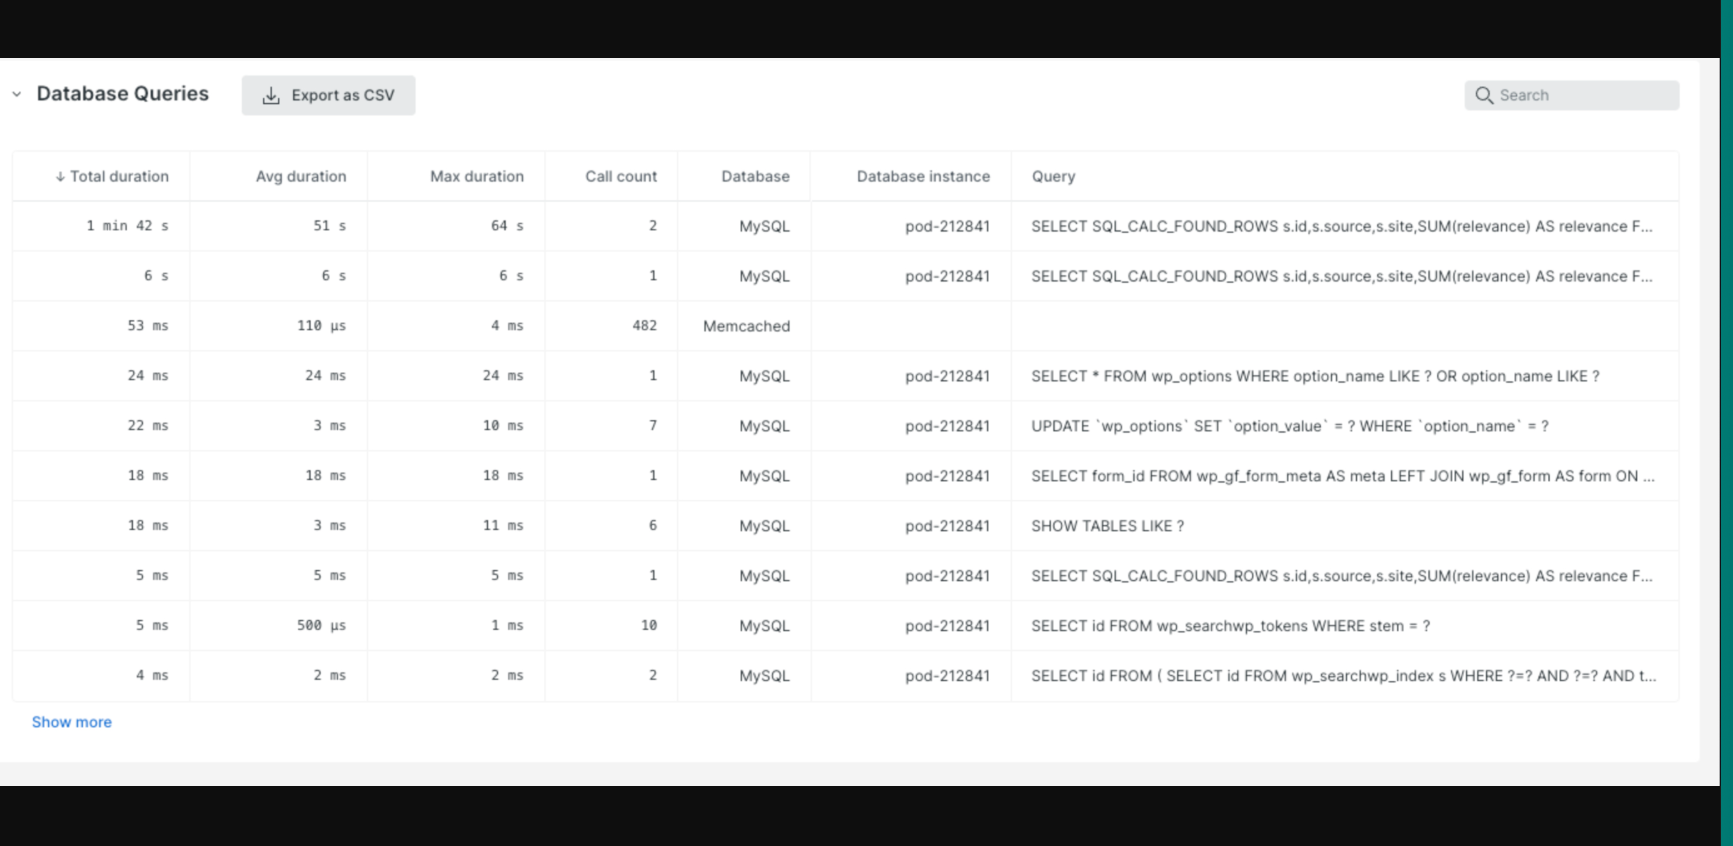 Database Queries Export as CSV Search
↓ Total duration Avg duration Max duration Call count Database Database instance Query
1 min 42 s 51 s 64 s 2 MySQL pod-212841 SELECT SQL_CALC_FOUND_ROWS s.id,s.source,s.site,SUM(relevance) AS relevance F...
6 s 6 s 6 s 1 MySQL pod-212841 SELECT SQL_CALC_FOUND_ROWS s.id,s.source,s.site,SUM(relevance) AS relevance F...
53 ms 110 µs 4 ms 482 Memcached
24 ms 24 ms 24 ms 1 MySQL pod-212841 SELECT * FROM wp_options WHERE option_name LIKE ? OR option_name LIKE ?
22 ms 3 ms 10 ms 7 MySQL pod-212841 UPDATE `wp_options` SET `option_value` = ? WHERE `option_name` = ?
18 ms 18 ms 18 ms 1 MySQL pod-212841 SELECT form_id FROM wp_gf_form_meta AS meta LEFT JOIN wp_gf_form AS form ON ...
18 ms 3 ms 11 ms 6 MySQL pod-212841 SHOW TABLES LIKE ?
5 ms 5 ms 5 ms 1 MySQL pod-212841 SELECT SQL_CALC_FOUND_ROWS s.id,s.source,s.site,SUM(relevance) AS relevance F...
5 ms 500 µs 1 ms 10 MySQL pod-212841 SELECT id FROM wp_searchwp_tokens WHERE stem = ?
4 ms 2 ms 2 ms 2 MySQL pod-212841 SELECT id FROM ( SELECT id FROM wp_searchwp_index s WHERE ?=? AND ?=? AND t...
Show more